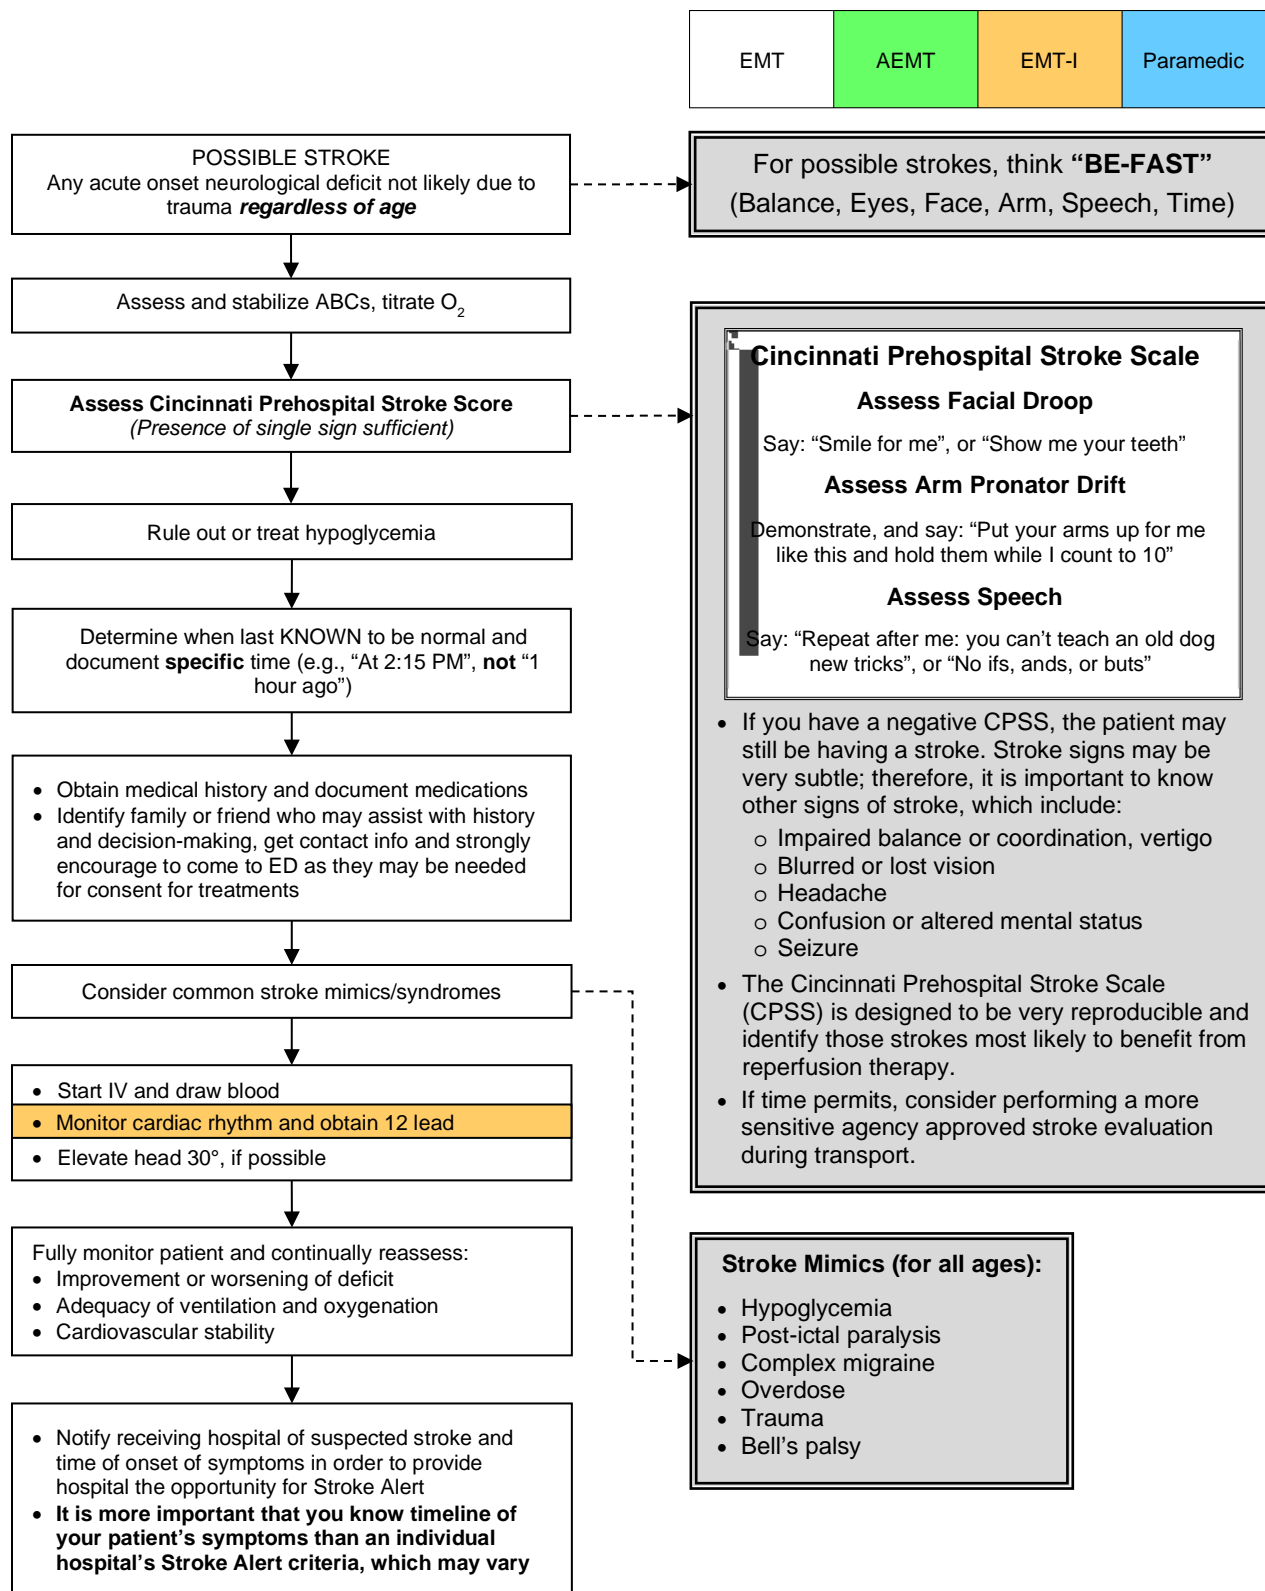 EMT AEMT EMT-I Paramedic
POSSIBLE STROKE
Any acute onset neurological deficit not likely due to
trauma regardless of age
For possible strokes, think “BE-FAST”
(Balance, Eyes, Face, Arm, Speech, Time)
Assess and stabilize ABCs, titrate O2
Assess Cincinnati Prehospital Stroke Score
(Presence of single sign sufficient)
Rule out or treat hypoglycemia
Determine when last KNOWN to be normal and
document specific time (e.g., “At 2:15 PM”, not “1
hour ago”)
• Obtain medical history and document medications
• Identify family or friend who may assist with history
and decision-making, get contact info and strongly
encourage to come to ED as they may be needed
for consent for treatments
Consider common stroke mimics/syndromes
• Start IV and draw blood
• Monitor cardiac rhythm and obtain 12 lead
• Elevate head 30°, if possible
Fully monitor patient and continually reassess:
• Improvement or worsening of deficit
• Adequacy of ventilation and oxygenation
• Cardiovascular stability
• Notify receiving hospital of suspected stroke and
time of onset of symptoms in order to provide
hospital the opportunity for Stroke Alert
• It is more important that you know timeline of
your patient’s symptoms than an individual
hospital’s Stroke Alert criteria, which may vary
Cincinnati Prehospital Stroke Scale
Assess Facial Droop
Say: “Smile for me”, or “Show me your teeth”
Assess Arm Pronator Drift
Demonstrate, and say: “Put your arms up for me
like this and hold them while I count to 10”
Assess Speech
Say: “Repeat after me: you can’t teach an old dog
new tricks”, or “No ifs, ands, or buts”
• If you have a negative CPSS, the patient may
still be having a stroke. Stroke signs may be
very subtle; therefore, it is important to know
other signs of stroke, which include:
o Impaired balance or coordination, vertigo
o Blurred or lost vision
o Headache
o Confusion or altered mental status
o Seizure
• The Cincinnati Prehospital Stroke Scale
(CPSS) is designed to be very reproducible and
identify those strokes most likely to benefit from
reperfusion therapy.
• If time permits, consider performing a more
sensitive agency approved stroke evaluation
during transport.
Stroke Mimics (for all ages):
• Hypoglycemia
• Post-ictal paralysis
• Complex migraine
• Overdose
• Trauma
• Bell’s palsy